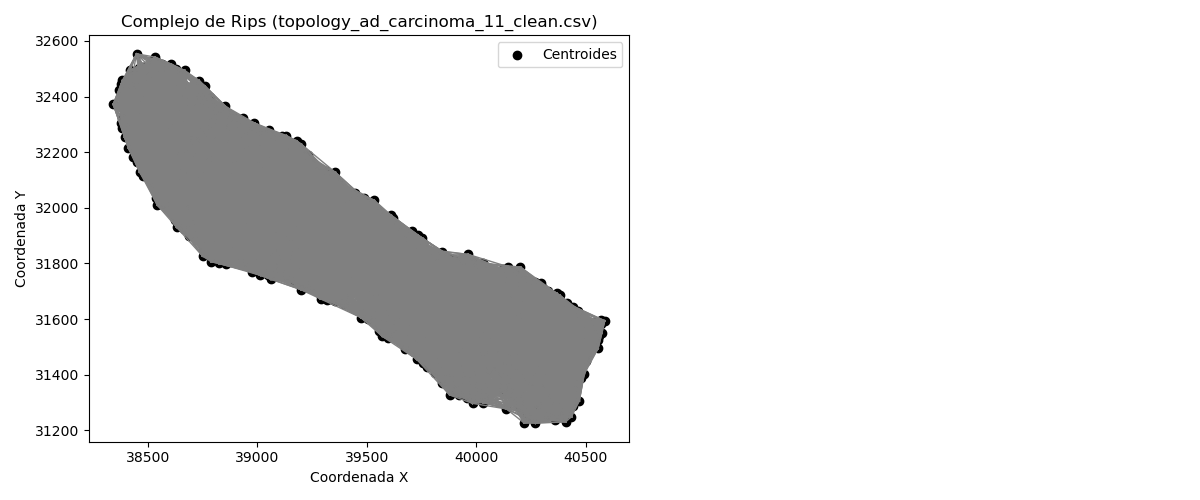 Complejo de Rips (topology_ad_carcinoma_11_clean.csv)
Centroides
32600
32400
32200
32000
31800
31600
31400
31200
Coordenada Y
38500 39000 39500 40000 40500
Coordenada X